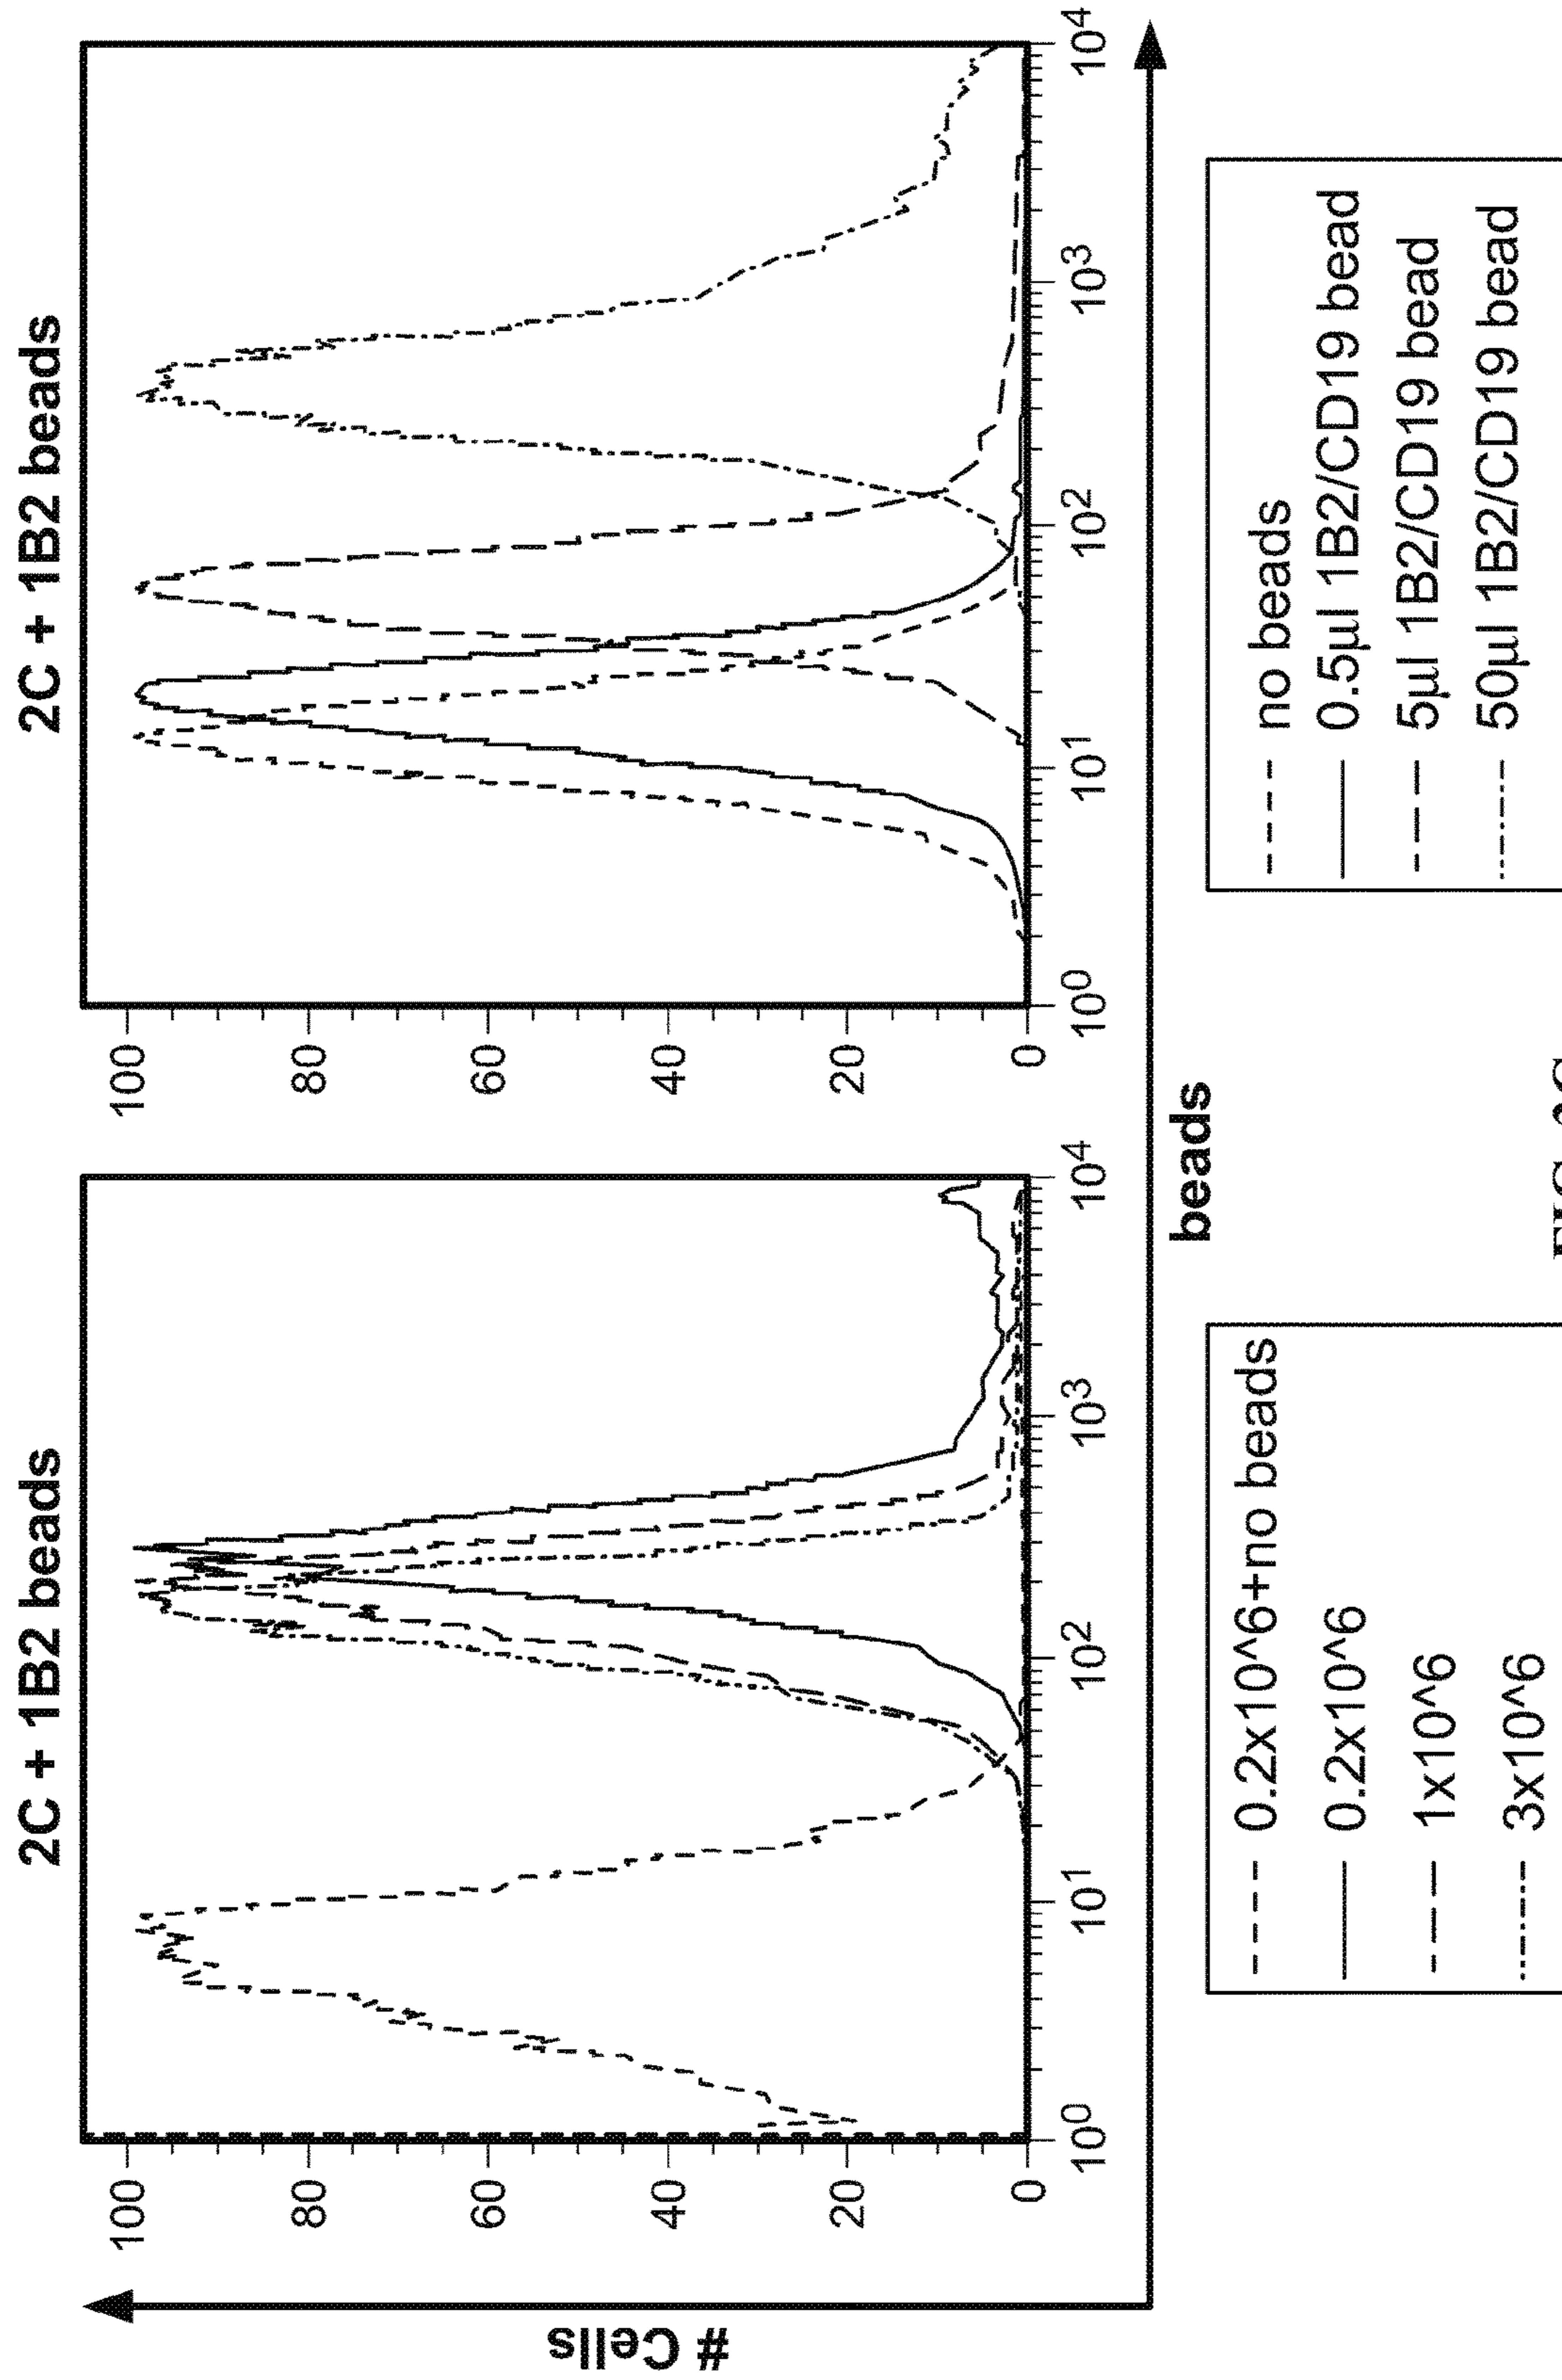 2C + 1B2 beads
# Cells
100
80
60
40
20
0
10^0
10^1
10^2
10^3
10^4
0.2x10^6+no beads
0.2x10^6
1x10^6
3x10^6
2C + 1B2 beads
100
80
60
40
20
0
10^0
10^1
10^2
10^3
10^4
beads
no beads
0.5µl 1B2/CD19 bead
5µl 1B2/CD19 bead
50µl 1B2/CD19 bead